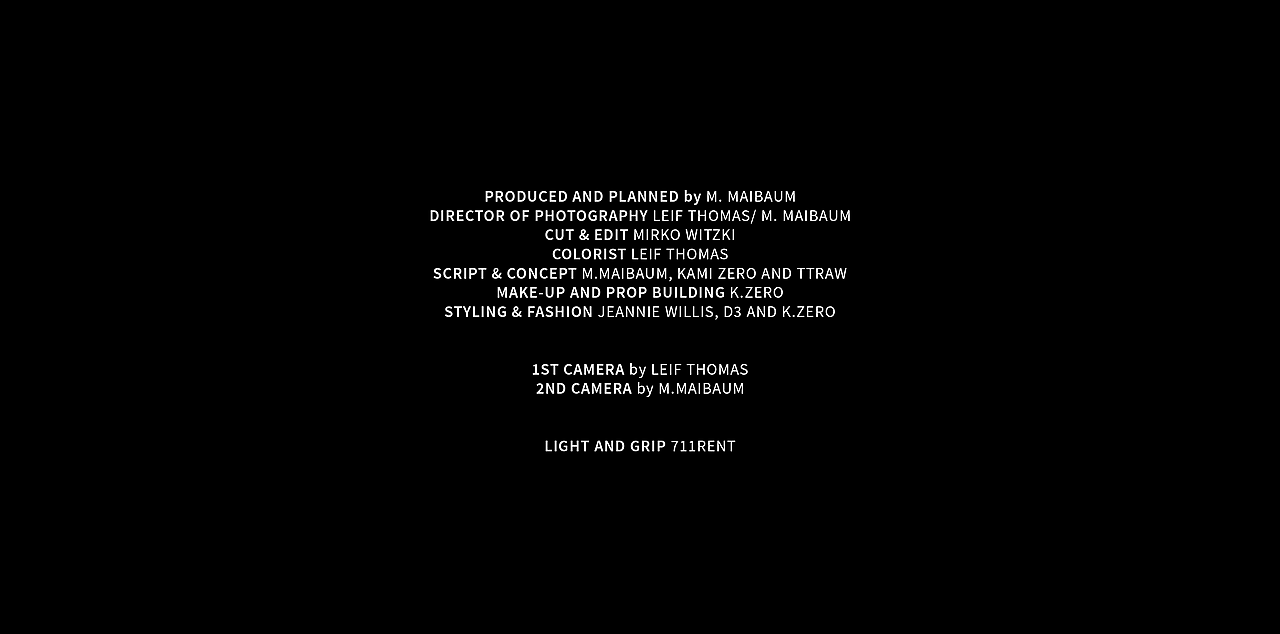 PRODUCED AND PLANNED by M. MAIBAUM
DIRECTOR OF PHOTOGRAPHY LEIF THOMAS/ M. MAIBAUM
CUT & EDIT MIRKO WITZKI
COLORIST LEIF THOMAS
SCRIPT & CONCEPT M.MAIBAUM, KAMI ZERO AND TTRAW
MAKE-UP AND PROP BUILDING K.ZERO
STYLING & FASHION JEANNIE WILLIS, D3 AND K.ZERO
1ST CAMERA by LEIF THOMAS
2ND CAMERA by M.MAIBAUM
LIGHT AND GRIP 711RENT